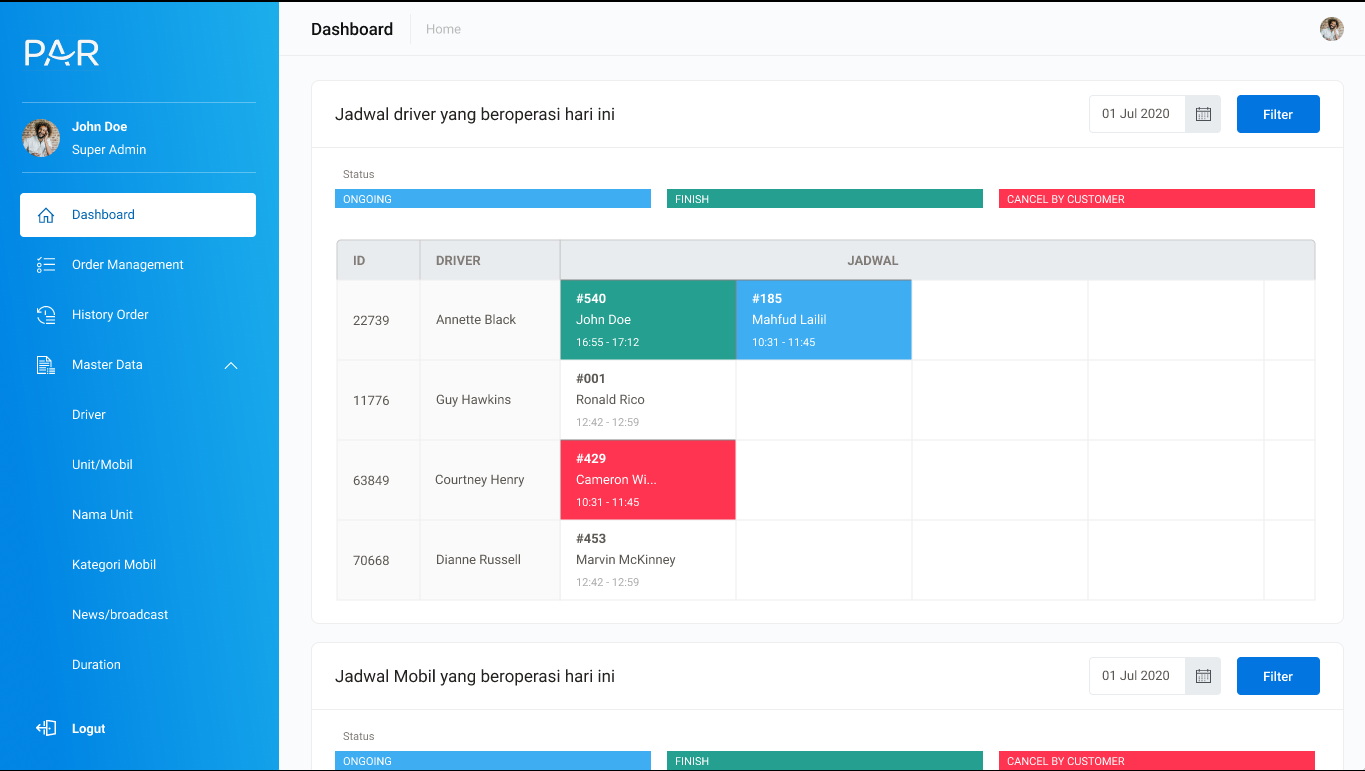 PAR
John Doe
Super Admin
Dashboard
Order Management
History Order
Master Data
Driver
Unit/Mobil
Nama Unit
Kategori Mobil
News/broadcast
Duration
Logut
Dashboard Home
Jadwal driver yang beroperasi hari ini 01 Jul 2020 Filter
Status
ONGOING FINISH CANCEL BY CUSTOMER
ID DRIVER JADWAL
22739 Annette Black
#540
John Doe
16:55 - 17:12
#185
Mahfud Lailil
10:31 - 11:45
11776 Guy Hawkins
#001
Ronald Rico
12:42 - 12:59
63849 Courtney Henry
#429
Cameron Wi...
10:31 - 11:45
70668 Dianne Russell
#453
Marvin McKinney
12:42 - 12:59
Jadwal Mobil yang beroperasi hari ini 01 Jul 2020 Filter
Status
ONGOING FINISH CANCEL BY CUSTOMER